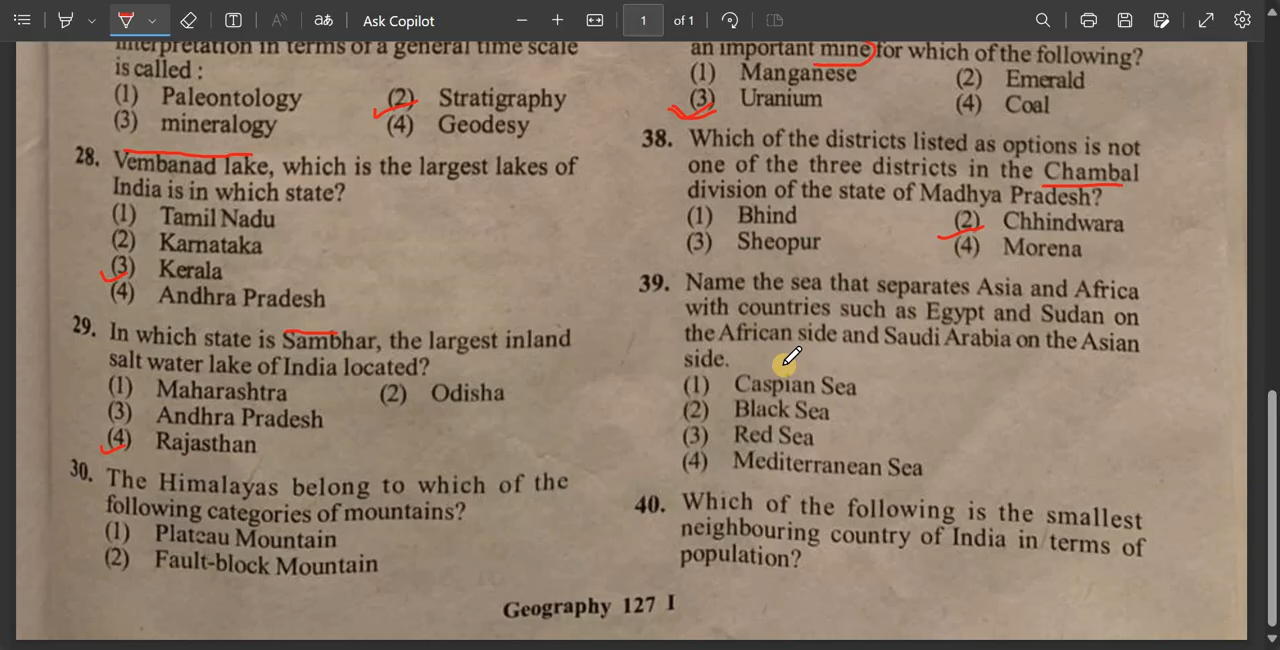 Ask Copilot
1 of 1
interpretation in terms of a general time scale
is called :
(1) Paleontology (2) Stratigraphy
(3) mineralogy (4) Geodesy
28. Vembanad lake, which is the largest lakes of
India is in which state?
(1) Tamil Nadu
(2) Karnataka
(3) Kerala
(4) Andhra Pradesh
29. In which state is Sambhar, the largest inland
salt water lake of India located?
(1) Maharashtra (2) Odisha
(3) Andhra Pradesh
(4) Rajasthan
30. The Himalayas belong to which of the
following categories of mountains?
(1) Plateau Mountain
(2) Fault-block Mountain
an important mine for which of the following?
(1) Manganese (2) Emerald
(3) Uranium (4) Coal
38. Which of the districts listed as options is not
one of the three districts in the Chambal
division of the state of Madhya Pradesh?
(1) Bhind (2) Chhindwara
(3) Sheopur (4) Morena
39. Name the sea that separates Asia and Africa
with countries such as Egypt and Sudan on
the African side and Saudi Arabia on the Asian
side.
(1) Caspian Sea
(2) Black Sea
(3) Red Sea
(4) Mediterranean Sea
40. Which of the following is the smallest
neighbouring country of India in terms of
population?
Geography 127 I